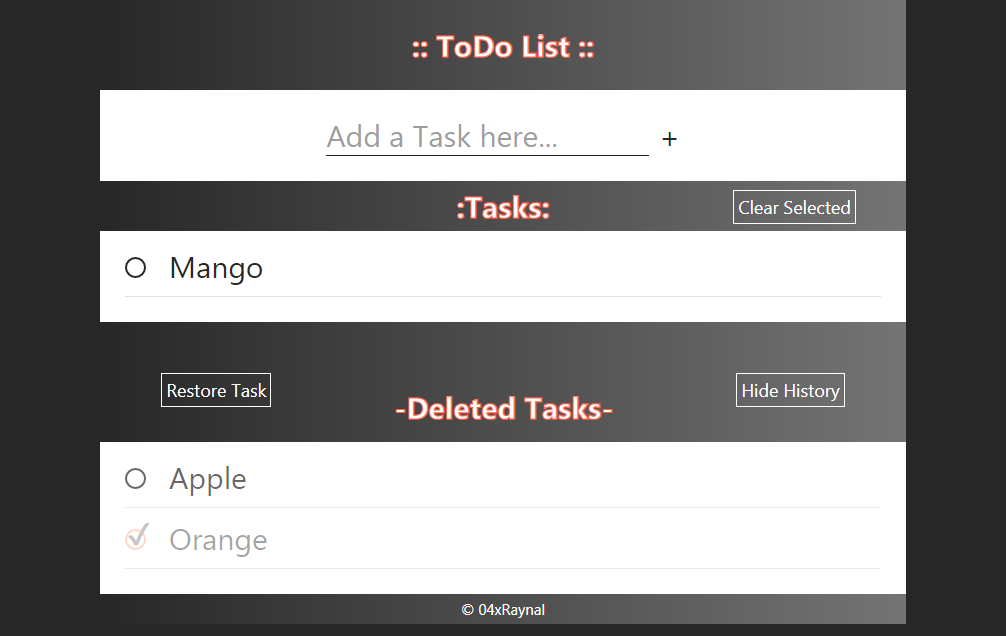 :: ToDo List ::
Add a Task here...
+
:Tasks:
Clear Selected
Mango
Restore Task
Hide History
-Deleted Tasks-
Apple
Orange
© 04xRaynal